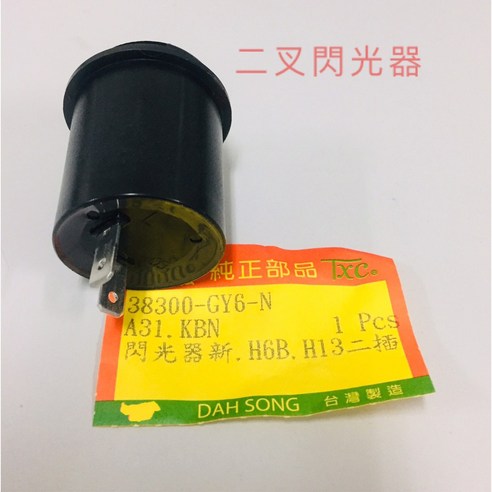 二叉閃光器
純正部品 Txc.
38300-GY6-N
A31.KBN 1 Pcs
閃光器新.H6B.H13二插
DAH SONG 台灣製造